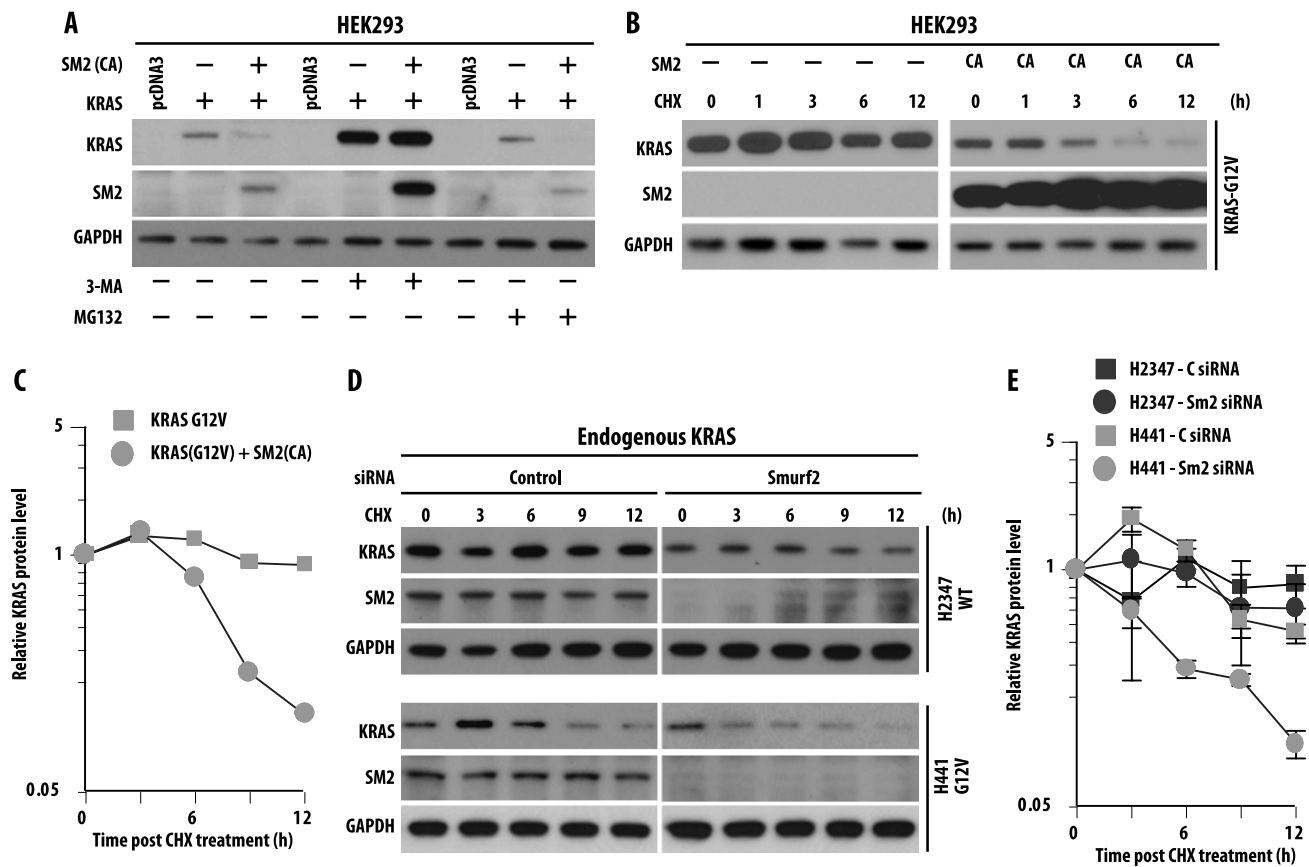 A
HEK293
SM2 (CA) pcDNA3 – + pcDNA3 – + pcDNA3 – +
KRAS + + + + + +
KRAS
SM2
GAPDH
3-MA – – – – + + – – –
MG132 – – – – – – – + +
B
HEK293
SM2 – – – – – CA CA CA CA CA
CHX 0 1 3 6 12 0 1 3 6 12 (h)
KRAS
SM2
GAPDH
KRAS-G12V
C
KRAS G12V
KRAS(G12V) + SM2(CA)
5
1
0.05
Relative KRAS protein level
0 6 12
Time post CHX treatment (h)
D
Endogenous KRAS
siRNA Control Smurf2
CHX 0 3 6 9 12 0 3 6 9 12 (h)
KRAS
SM2
GAPDH
H2347
WT
KRAS
SM2
GAPDH
H441
G12V
E
H2347 - C siRNA
H2347 - Sm2 siRNA
H441 - C siRNA
H441 - Sm2 siRNA
5
1
0.05
Relative KRAS protein level
0 6 12
Time post CHX treatment (h)